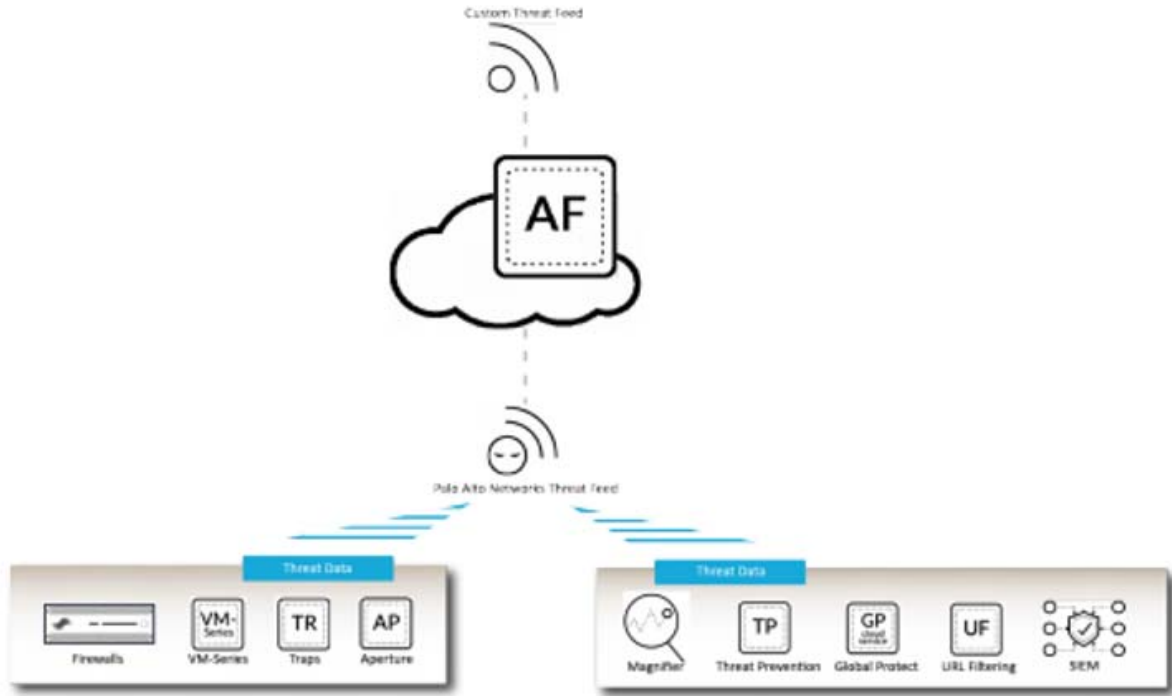 Custom Threat Feed
AF
Palo Alto Networks Threat Feed
Threat Data
VM-
Series
TR
AP
Firewalls
VM-Series
Traps
Aperture
Threat Data
TP
GP
cloud
service
UF
Magnifier
Threat Prevention
Global Protect
URL Filtering
SIEM